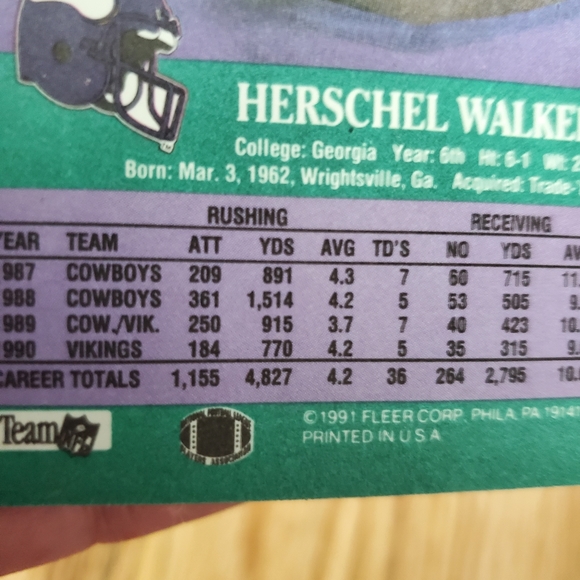 HERSCHEL WALKE
College: Georgia Year: 6th Ht: 6-1 Wt: 2
Born: Mar. 3, 1962, Wrightsville, Ga. Acquired: Trade-
RUSHING RECEIVING
YEAR TEAM ATT YDS AVG TD'S NO YDS AV
987 COWBOYS 209 891 4.3 7 60 715 11.
988 COWBOYS 361 1,514 4.2 5 53 505 9.
989 COW./VIK. 250 915 3.7 7 40 423 10.
990 VIKINGS 184 770 4.2 5 35 315 9.
CAREER TOTALS 1,155 4,827 4.2 36 264 2,795 10.
Team NFL
©1991 FLEER CORP. PHILA, PA 19141
PRINTED IN U S A